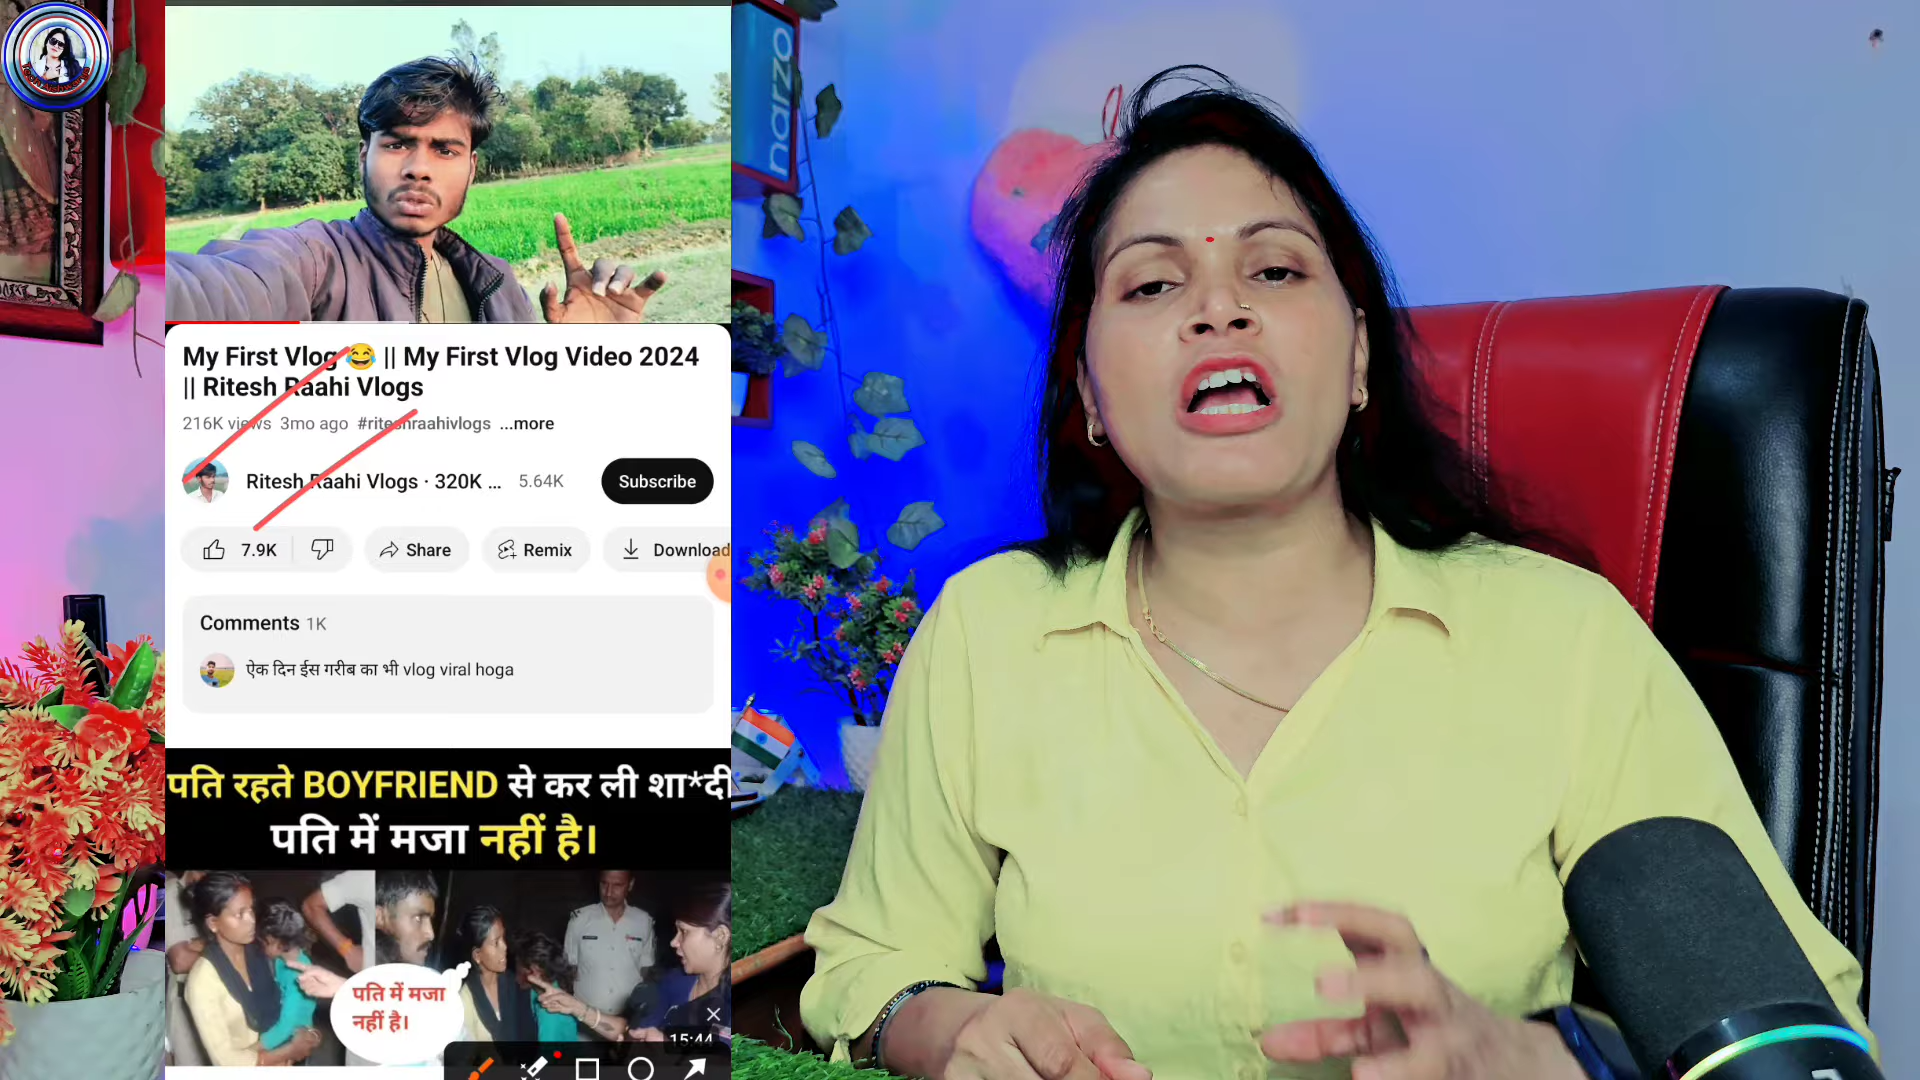 narzo
My First Vlog 😂 || My First Vlog Video 2024
|| Ritesh Raahi Vlogs
216K views 3mo ago #riteshraahivlogs ...more
Ritesh Raahi Vlogs · 320K ... 5.64K Subscribe
7.9K Share Remix Download
Comments 1K
ऐक दिन ईस गरीब का भी vlog viral hoga
पति रहते BOYFRIEND से कर ली शा*दी
पति में मजा नहीं है।
पति में मजा
नहीं है।
15:44